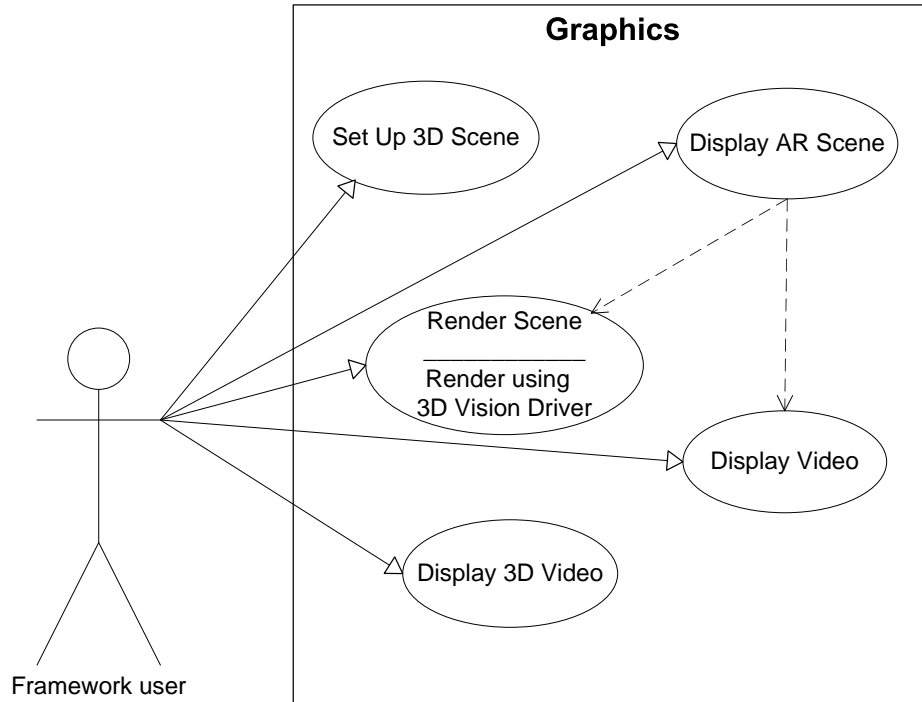 Graphics
Set Up 3D Scene
Display AR Scene
Render Scene
Render using
3D Vision Driver
Display Video
Display 3D Video
Framework user